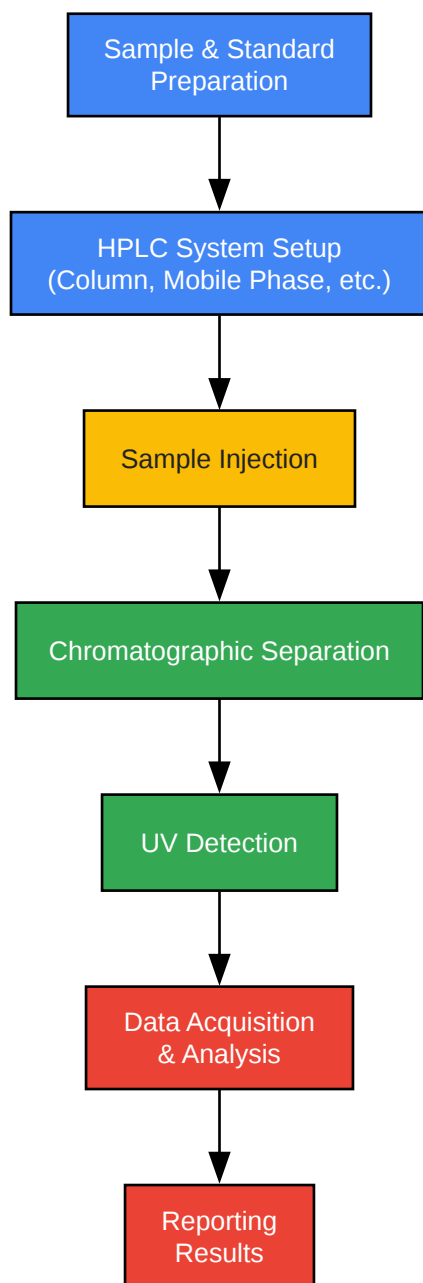 Sample & Standard
Preparation
HPLC System Setup
(Column, Mobile Phase, etc.)
Sample Injection
Chromatographic Separation
UV Detection
Data Acquisition
& Analysis
Reporting
Results